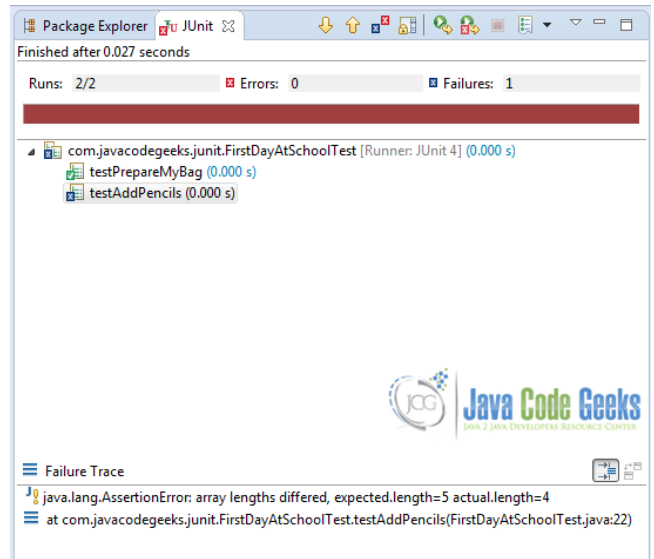 Package Explorer JUnit
Finished after 0.027 seconds
Runs: 2/2 Errors: 0 Failures: 1
com.javacodegeeks.junit.FirstDayAtSchoolTest [Runner: JUnit 4] (0.000 s)
testPrepareMyBag (0.000 s)
testAddPencils (0.000 s)
JCG Java Code Geeks
JAVA 2 JAVA DEVELOPERS RESOURCE CENTER
Failure Trace
java.lang.AssertionError: array lengths differed, expected.length=5 actual.length=4
at com.javacodegeeks.junit.FirstDayAtSchoolTest.testAddPencils(FirstDayAtSchoolTest.java:22)